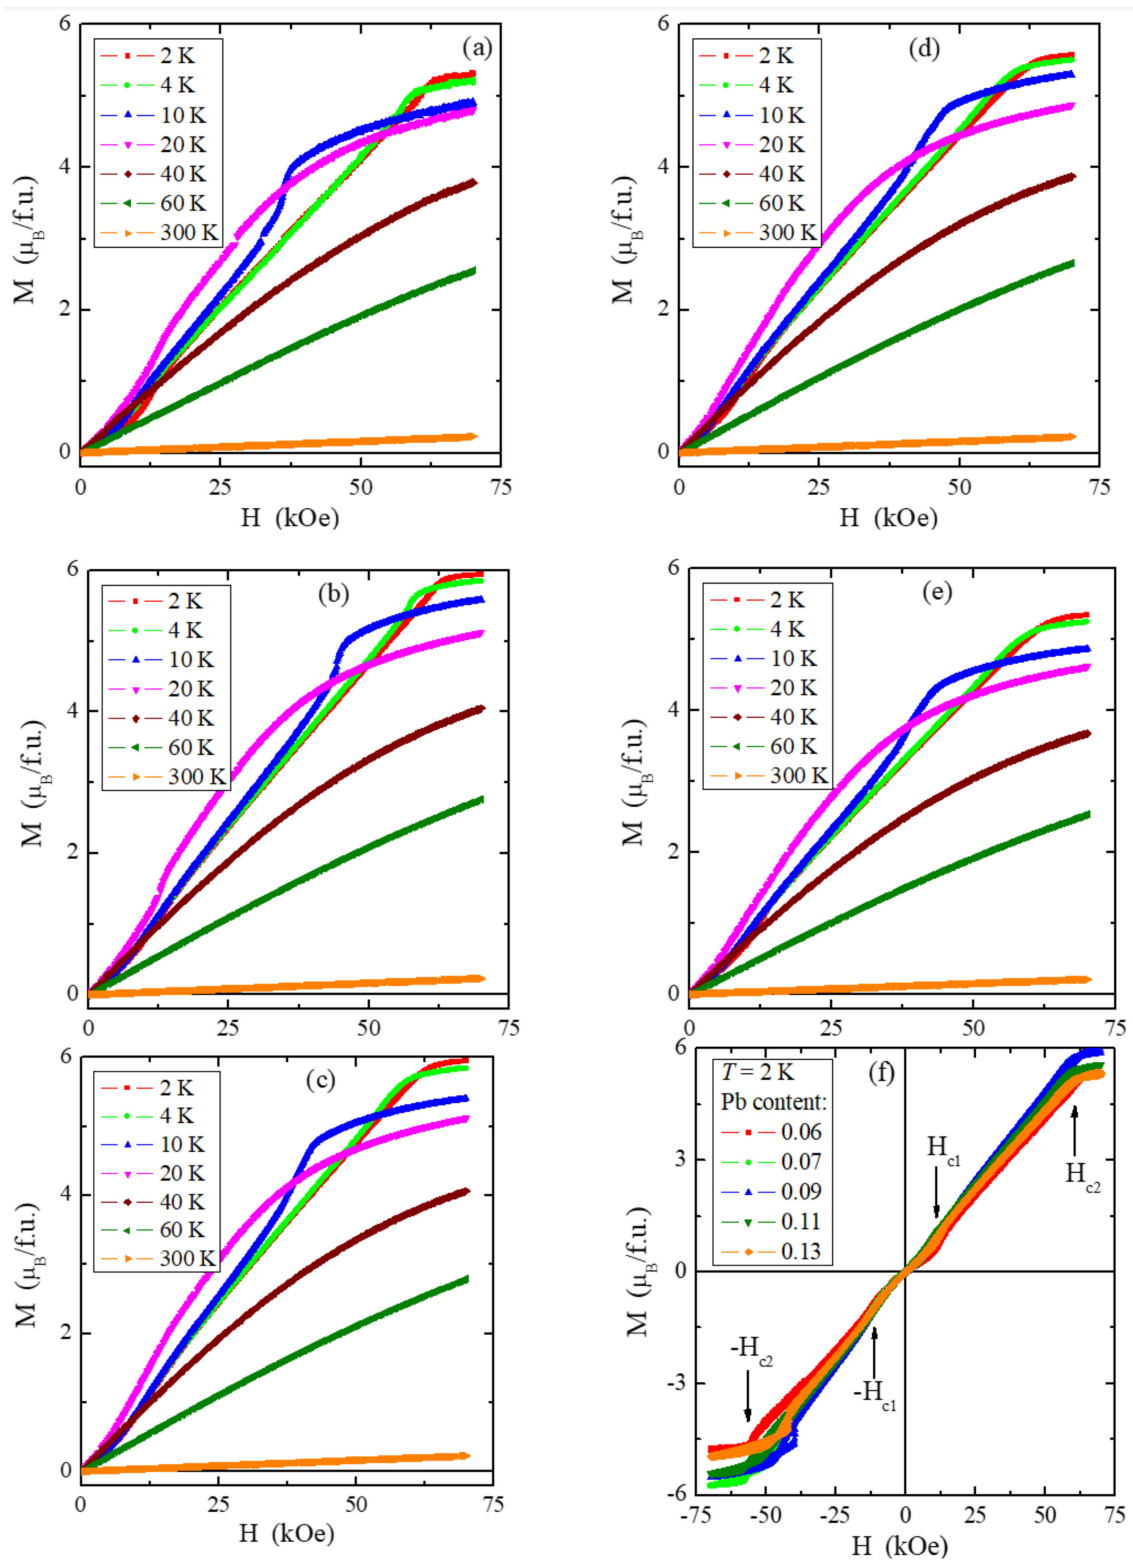 (a)
6
4
2
0
M (μB/f.u.)
2 K
4 K
10 K
20 K
40 K
60 K
300 K
0 25 50 75
H (kOe)
(d)
6
4
2
0
M (μB/f.u.)
2 K
4 K
10 K
20 K
40 K
60 K
300 K
0 25 50 75
H (kOe)
(b)
6
4
2
0
M (μB/f.u.)
2 K
4 K
10 K
20 K
40 K
60 K
300 K
0 25 50 75
(e)
6
4
2
0
M (μB/f.u.)
2 K
4 K
10 K
20 K
40 K
60 K
300 K
0 25 50 75
(c)
6
4
2
0
M (μB/f.u.)
2 K
4 K
10 K
20 K
40 K
60 K
300 K
0 25 50 75
H (kOe)
(f)
6
3
0
-3
-6
M (μB/f.u.)
T = 2 K
Pb content:
0.06
0.07
0.09
0.11
0.13
Hc1
Hc2
-Hc2
-Hc1
-75 -50 -25 0 25 50 75
H (kOe)